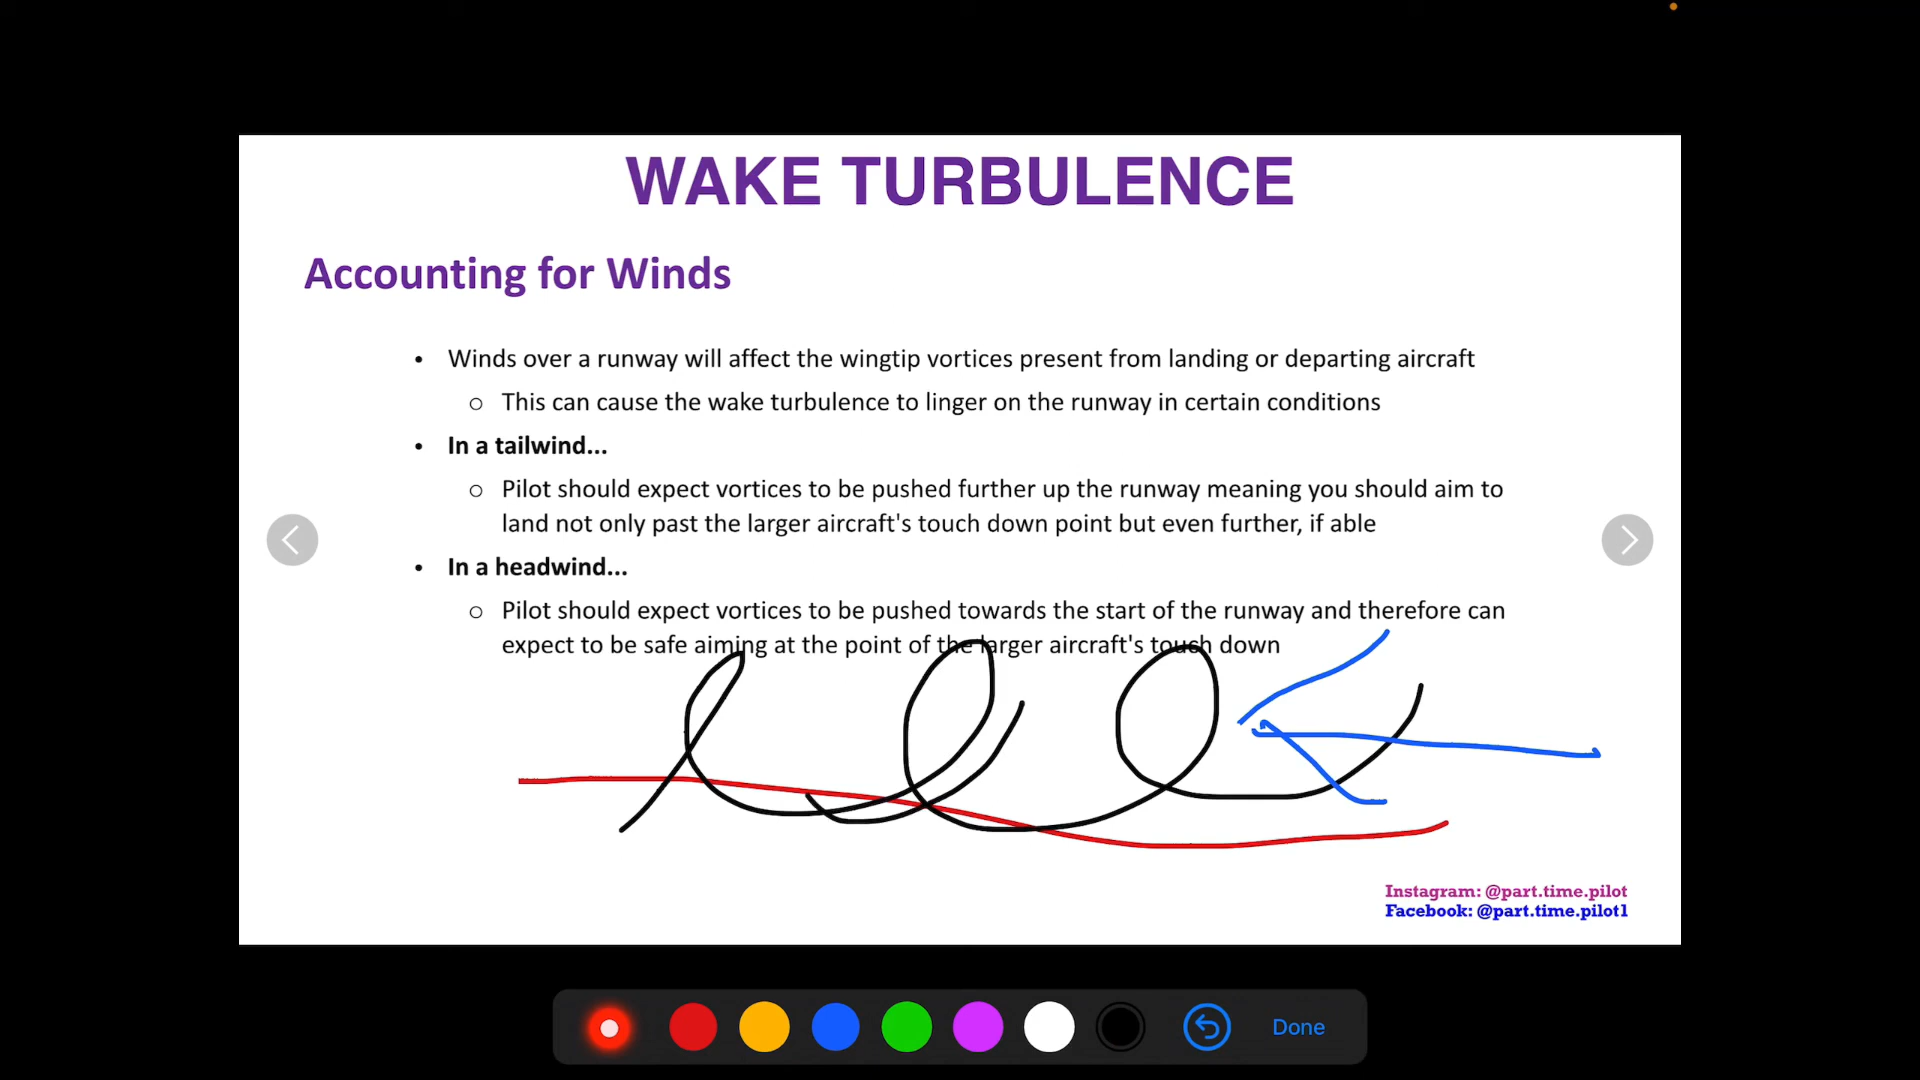 WAKE TURBULENCE
Accounting for Winds
• Winds over a runway will affect the wingtip vortices present from landing or departing aircraft
○ This can cause the wake turbulence to linger on the runway in certain conditions
• In a tailwind...
○ Pilot should expect vortices to be pushed further up the runway meaning you should aim to
land not only past the larger aircraft's touch down point but even further, if able
• In a headwind...
○ Pilot should expect vortices to be pushed towards the start of the runway and therefore can
expect to be safe aiming at the point of the larger aircraft's touch down
Instagram: @part.time.pilot
Facebook: @part.time.pilot1
Done